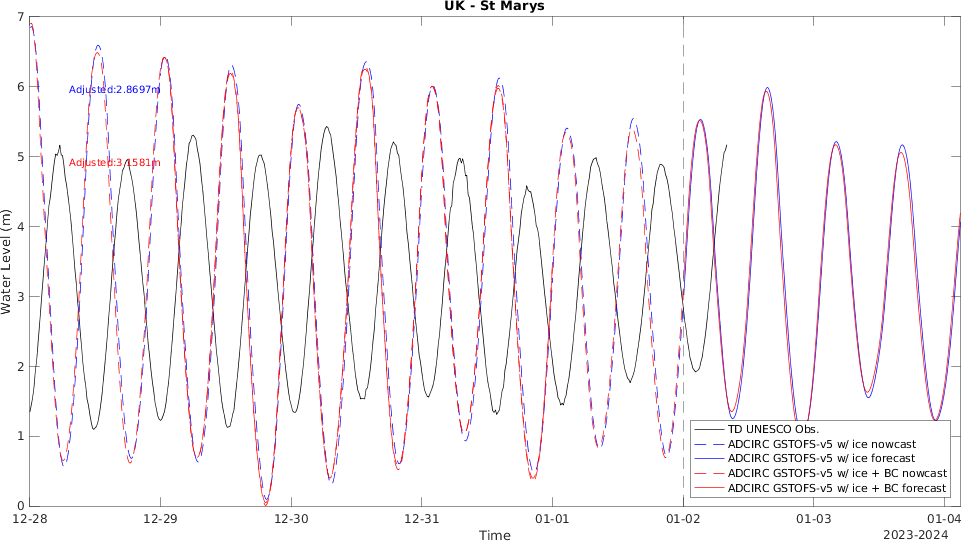 UK - St Marys
7
6
5
4
3
2
1
0
Water Level (m)
Adjusted:2.8697m
Adjusted:3.1581m
TD UNESCO Obs.
ADCIRC GSTOFS-v5 w/ ice nowcast
ADCIRC GSTOFS-v5 w/ ice forecast
ADCIRC GSTOFS-v5 w/ ice + BC nowcast
ADCIRC GSTOFS-v5 w/ ice + BC forecast
12-28 12-29 12-30 12-31 01-01 01-02 01-03 01-04
Time
2023-2024